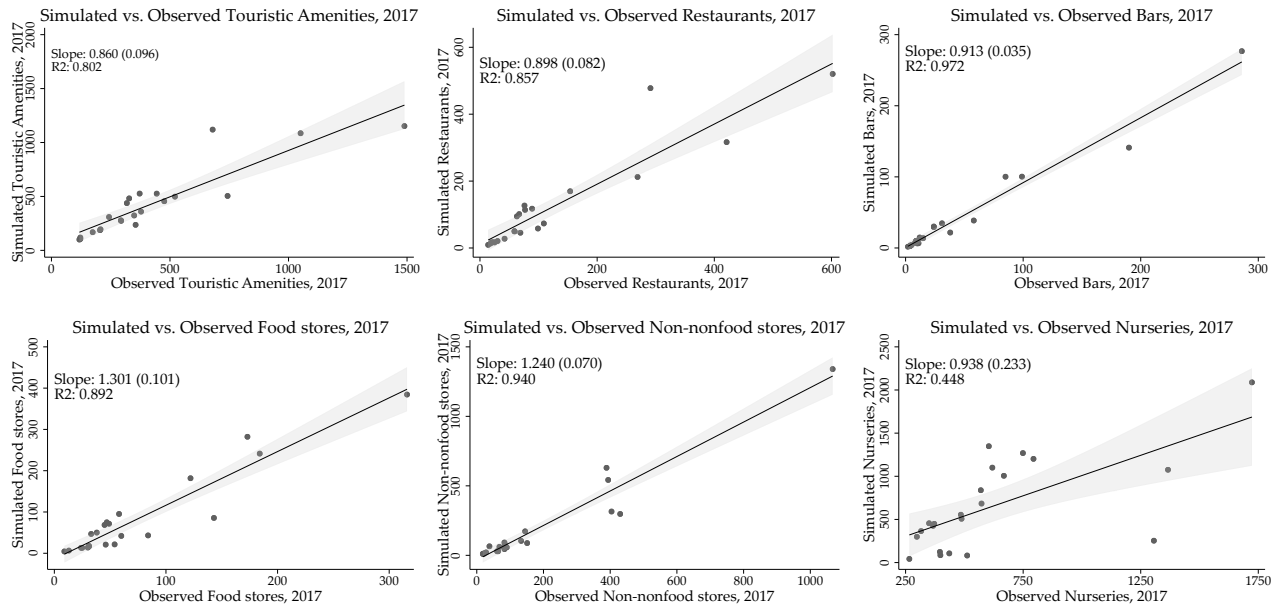 Simulated vs. Observed Touristic Amenities, 2017
Slope: 0.860 (0.096)
R2: 0.802
Simulated Touristic Amenities, 2017
0
500
1000
1500
2000
0
500
1000
1500
Observed Touristic Amenities, 2017
Simulated vs. Observed Restaurants, 2017
Slope: 0.898 (0.082)
R2: 0.857
Simulated Restaurants, 2017
0
200
400
600
0
200
400
600
Observed Restaurants, 2017
Simulated vs. Observed Bars, 2017
Slope: 0.913 (0.035)
R2: 0.972
Simulated Bars, 2017
0
100
200
300
0
100
200
300
Observed Bars, 2017
Simulated vs. Observed Food stores, 2017
Slope: 1.301 (0.101)
R2: 0.892
Simulated Food stores, 2017
0
100
200
300
400
500
0
100
200
300
Observed Food stores, 2017
Simulated vs. Observed Non-nonfood stores, 2017
Slope: 1.240 (0.070)
R2: 0.940
Simulated Non-nonfood stores, 2017
0
500
1000
1500
0
200
400
600
800
1000
Observed Non-nonfood stores, 2017
Simulated vs. Observed Nurseries, 2017
Slope: 0.938 (0.233)
R2: 0.448
Simulated Nurseries, 2017
0
500
1000
1500
2000
2500
250
750
1250
1750
Observed Nurseries, 2017